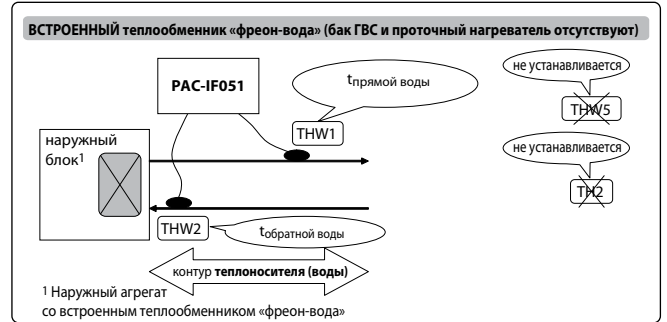 ВСТРОЕННЫЙ теплообменник «фреон-вода» (бак ГВС и проточный нагреватель отсутствуют)
PAC-IF051
tпрямой воды
не устанавливается
THW5
THW1
наружный
блок1
не устанавливается
TH2
THW2
tобратной воды
контур теплоносителя (воды)
1 Наружный агрегат
со встроенным теплообменником «фреон-вода»